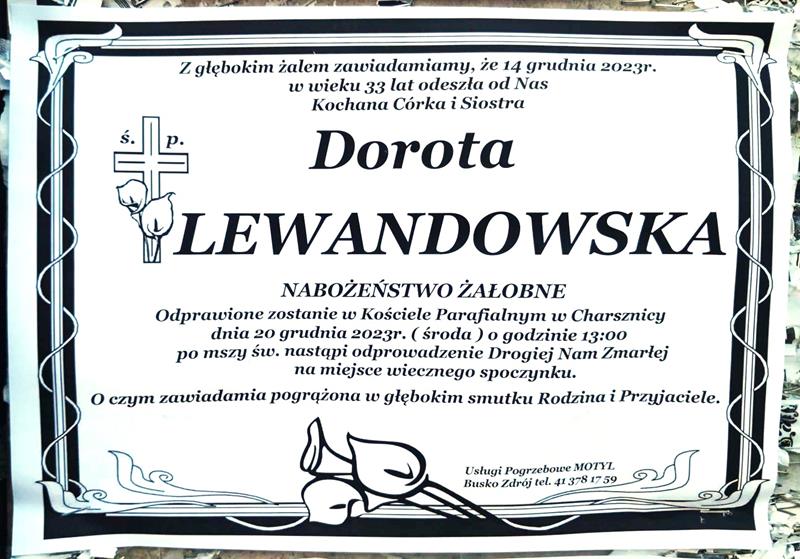 Z głębokim żalem zawiadamiamy, że 14 grudnia 2023r.
w wieku 33 lat odeszła od Nas
Kochana Córka i Siostra
ś. p.
Dorota
LEWANDOWSKA
NABOŻEŃSTWO ŻAŁOBNE
Odprawione zostanie w Kościele Parafialnym w Charsznicy
dnia 20 grudnia 2023r. ( środa ) o godzinie 13:00
po mszy św. nastąpi odprowadzenie Drogiej Nam Zmarłej
na miejsce wiecznego spoczynku.
O czym zawiadamia pogrążona w głębokim smutku Rodzina i Przyjaciele.
Usługi Pogrzebowe MOTYL
Busko Zdrój tel. 41 378 17 59